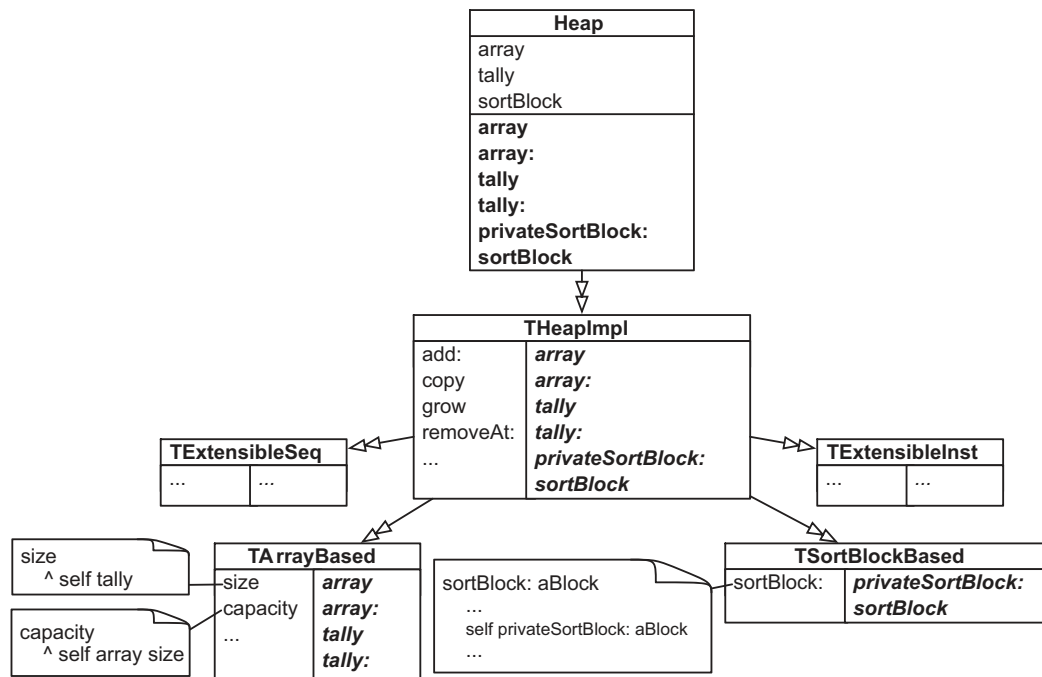 Heap
array
tally
sortBlock
array
array:
tally
tally:
privateSortBlock:
sortBlock
THeapImpl
add:
copy
grow
removeAt:
...
array
array:
tally
tally:
privateSortBlock:
sortBlock
TExtensibleSeq
... ...
TExtensibleInst
... ...
size
^ self tally
capacity
^ self array size
TArrayBased
size
capacity
...
array
array:
tally
tally:
sortBlock: aBlock
...
self privateSortBlock: aBlock
...
TSortBlockBased
sortBlock:
privateSortBlock:
sortBlock